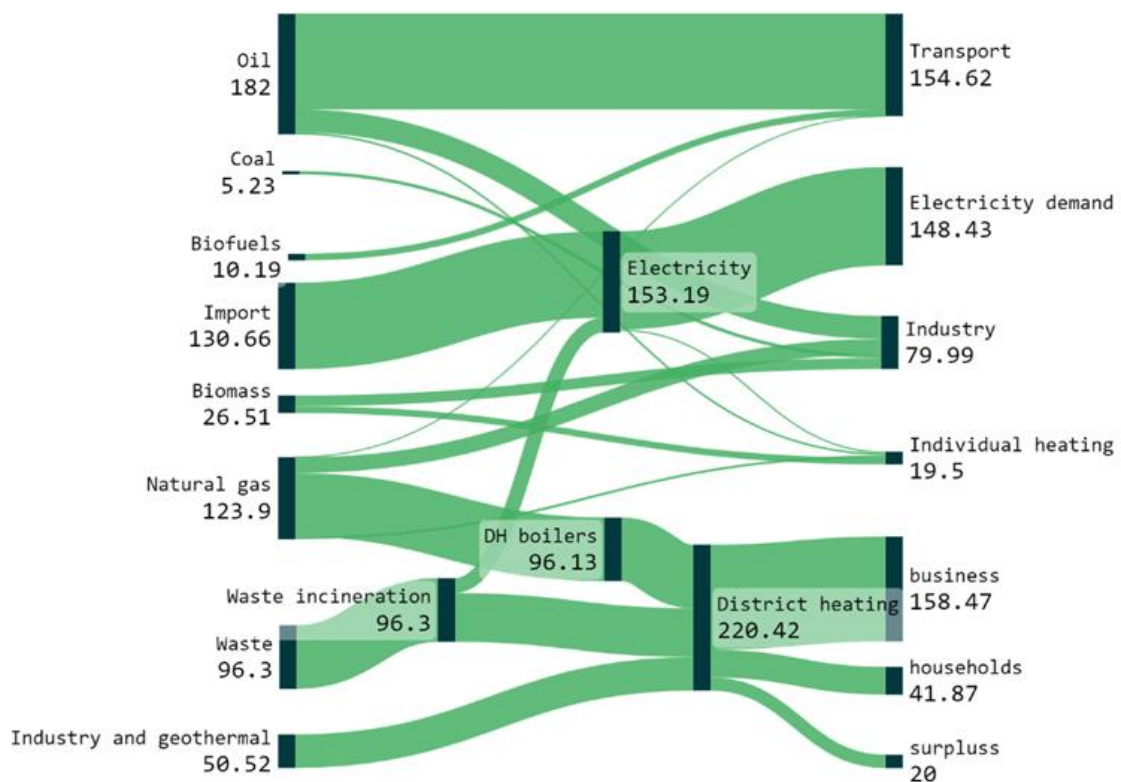 Oil
182
Coal
5.23
Biofuels
10.19
Import
130.66
Biomass
26.51
Natural gas
123.9
Waste incineration
96.3
Waste
96.3
Industry and geothermal
50.52
Electricity
153.19
DH boilers
96.13
District heating
220.42
Transport
154.62
Electricity demand
148.43
Industry
79.99
Individual heating
19.5
business
158.47
households
41.87
surpluss
20